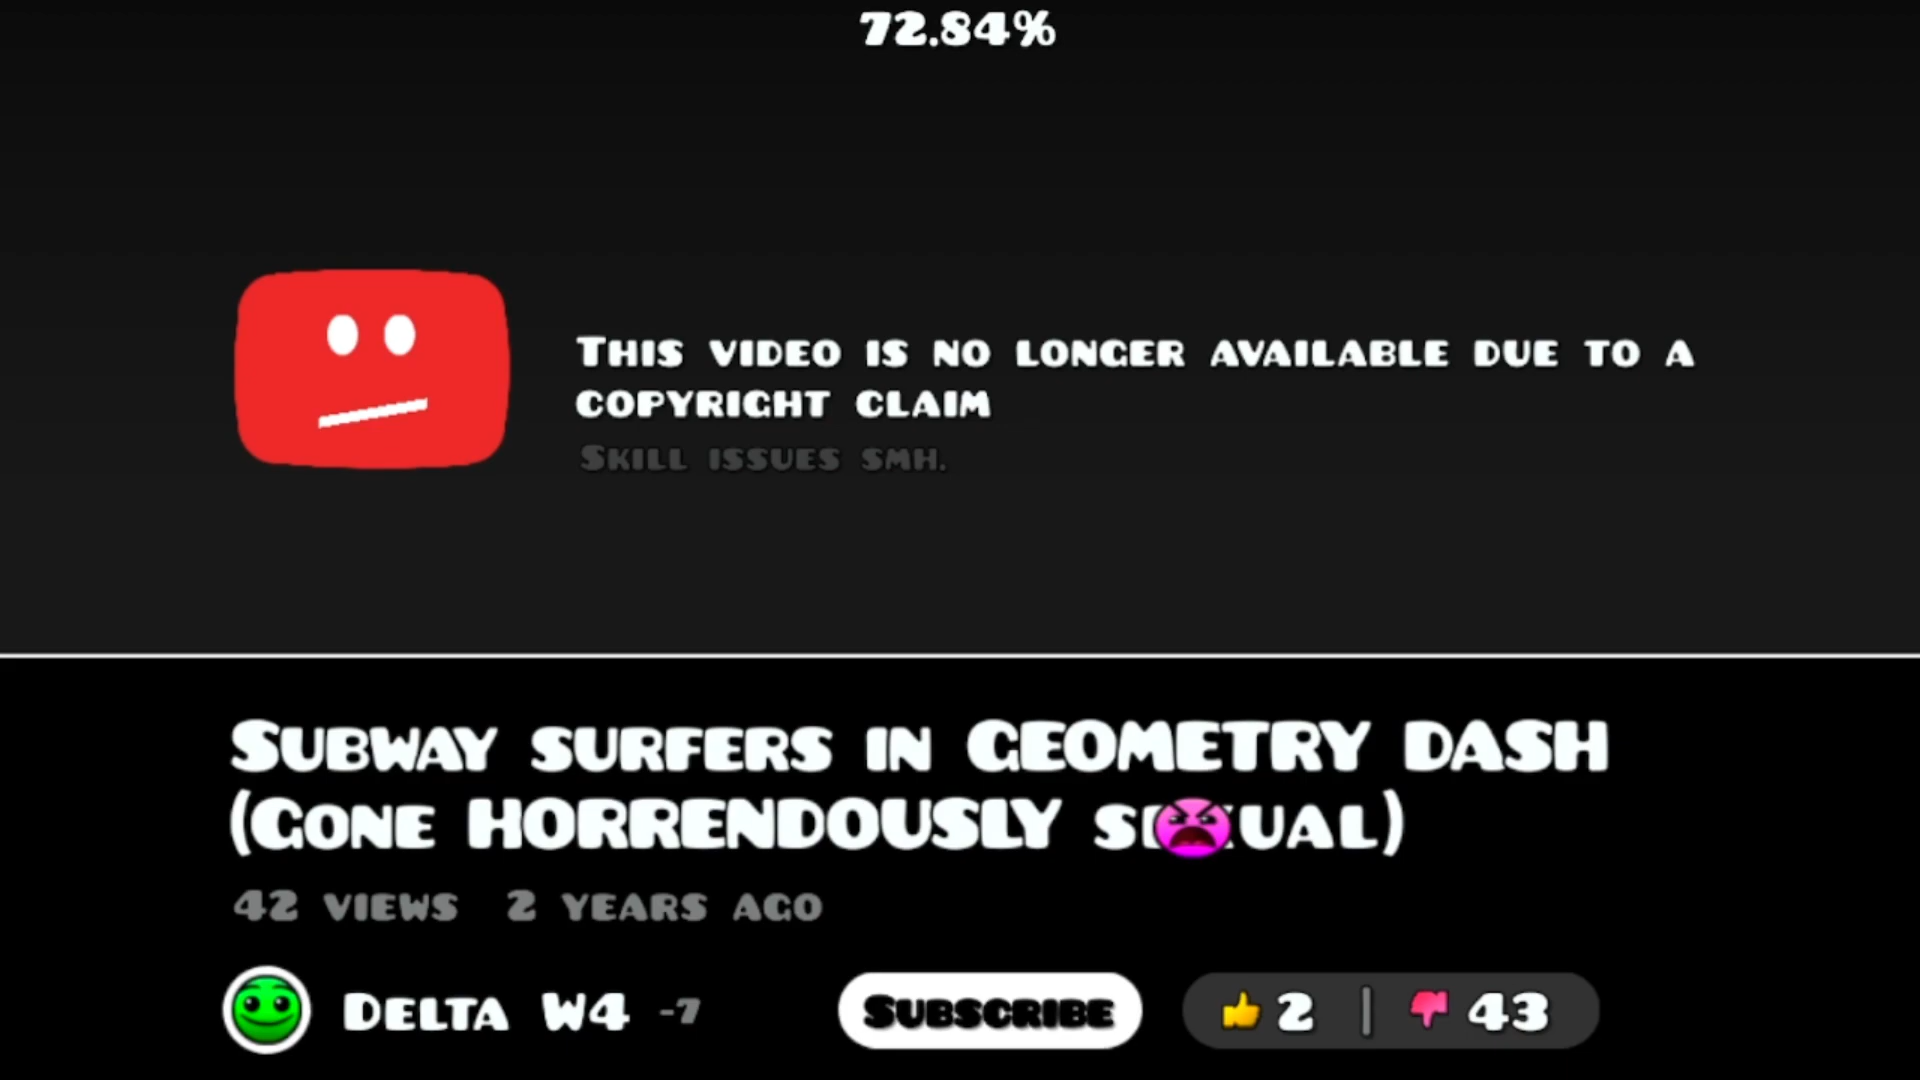 72.84%
This video is no longer available due to a
copyright claim
Skill issues smh.
Subway surfers in GEOMETRY DASH
(Gone HORRENDOUSLY s UAL)
42 views 2 years ago
Delta W4 -7
Subscribe
2 | 43